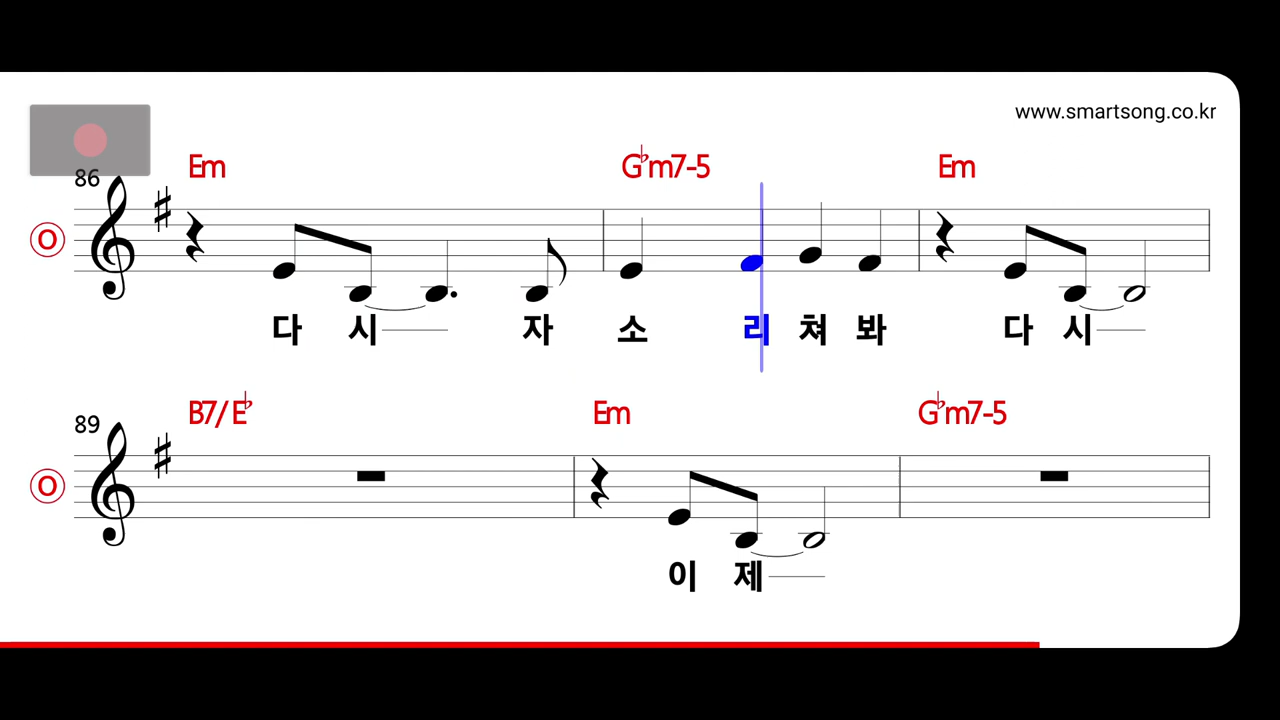 www.smartsong.co.kr
Em G♭m7-5 Em
86
O
다 시 자 소 리 쳐 봐 다 시
B7/E♭ Em G♭m7-5
89
O
이 제